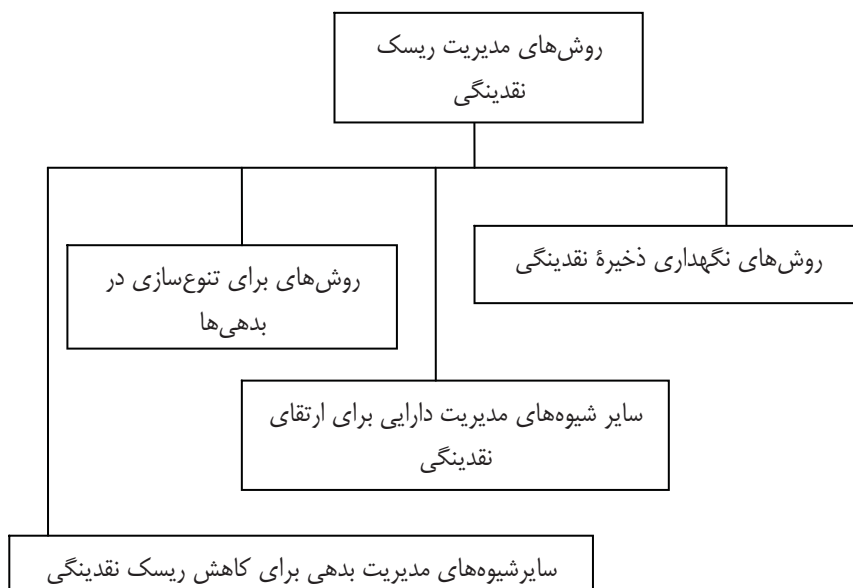 روش‌های مدیریت ریسک
نقدینگی
روش‌های نگهداری ذخیرهٔ نقدینگی
روش‌های برای تنوع‌سازی در
بدهی‌ها
سایر شیوه‌های مدیریت دارایی برای ارتقای
نقدینگی
سایرشیوه‌های مدیریت بدهی برای کاهش ریسک نقدینگی